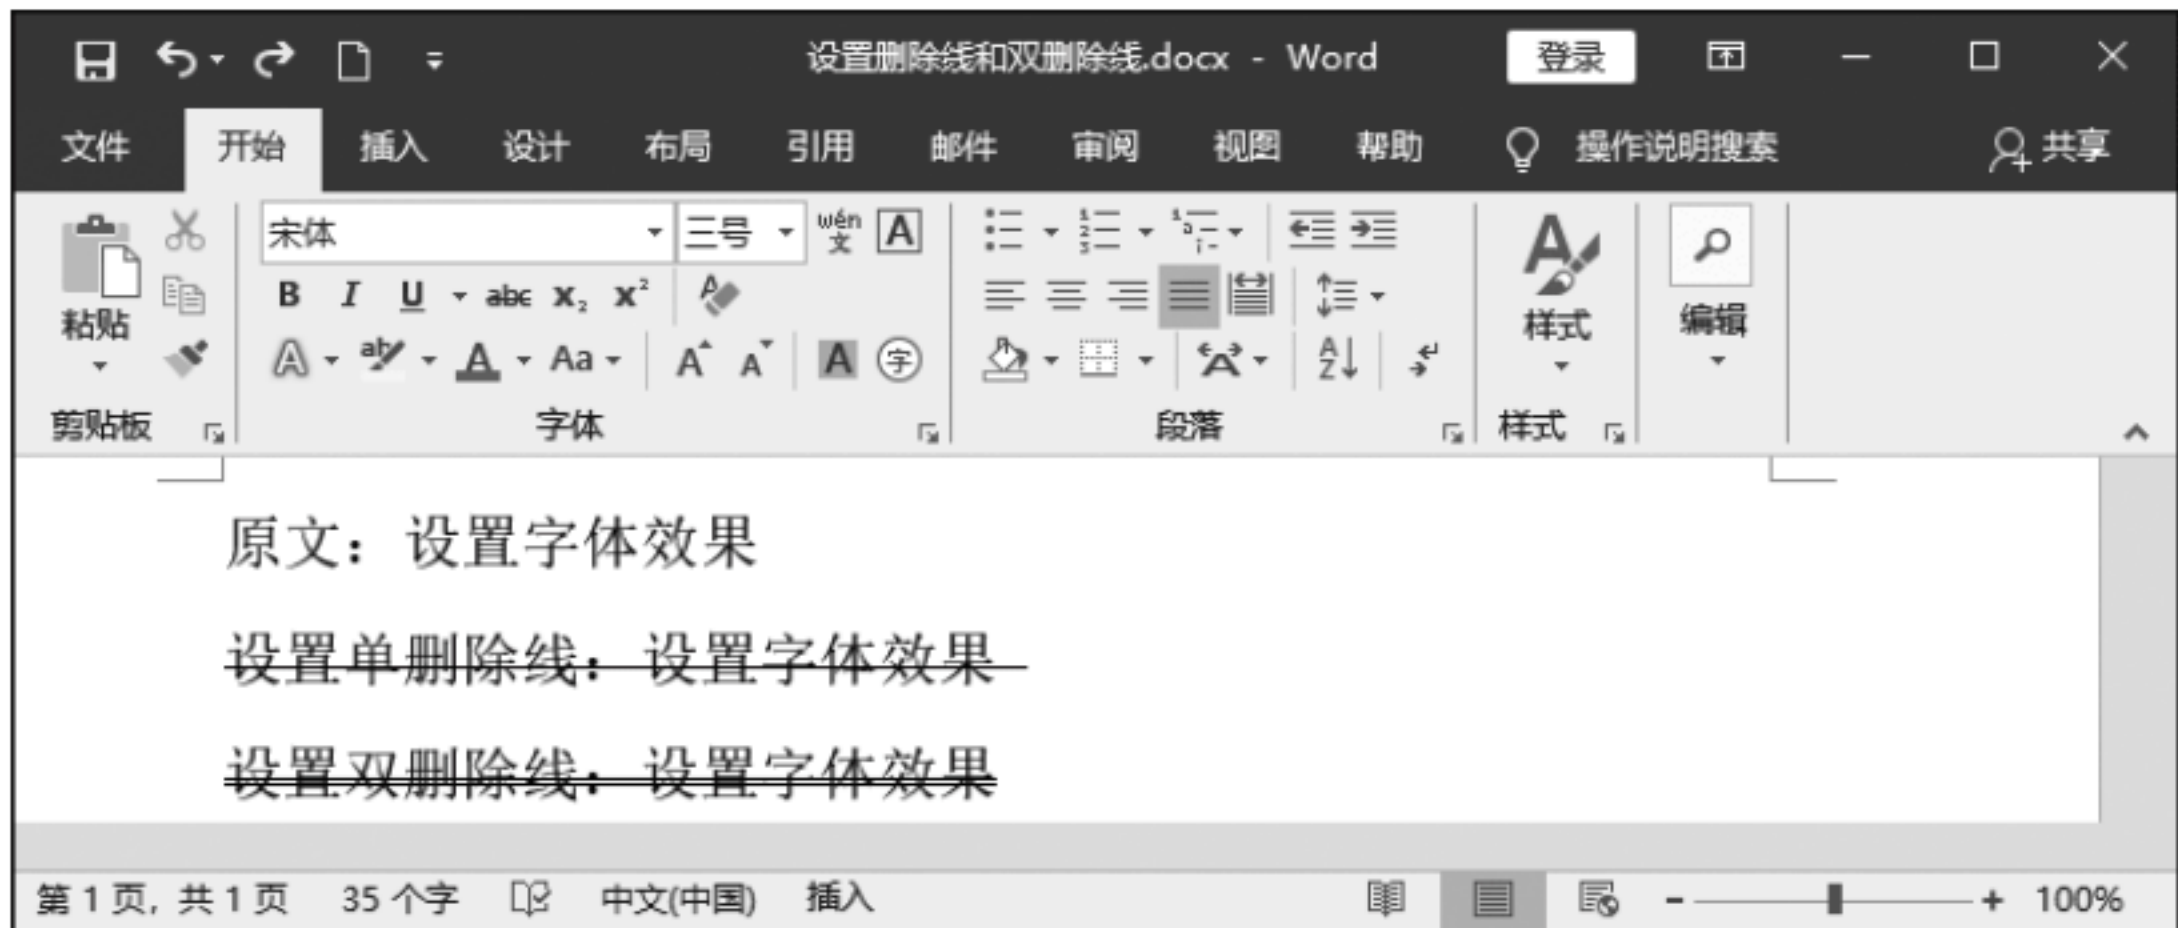 设置删除线和双删除线.docx - Word 登录
文件 开始 插入 设计 布局 引用 邮件 审阅 视图 帮助 操作说明搜索 共享
宋体 三号 wén 文 A
粘贴 B I U abc x₂ x² A 样式 编辑
A aby A Aa A A A 字 A A Z
剪贴板 字体 段落 样式
原文：设置字体效果
设置单删除线：设置字体效果
设置双删除线：设置字体效果
第 1 页，共 1 页 35 个字 中文(中国) 插入 100%